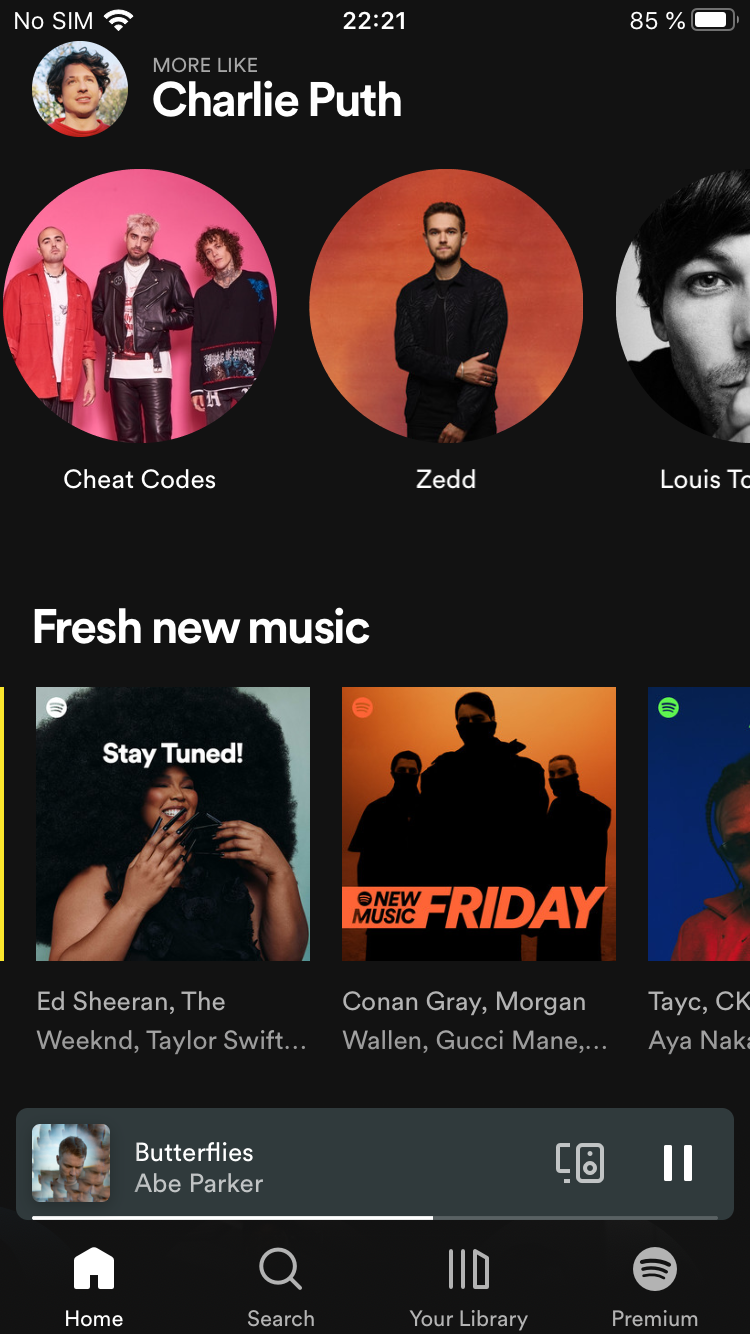 No SIM 22:21 85 %
MORE LIKE
Charlie Puth
Cheat Codes
Zedd
Louis To
Fresh new music
Stay Tuned!
NEW
MUSIC
FRIDAY
Ed Sheeran, The
Weeknd, Taylor Swift…
Conan Gray, Morgan
Wallen, Gucci Mane,…
Tayc, CK
Aya Naka
Butterflies
Abe Parker
Home
Search
Your Library
Premium